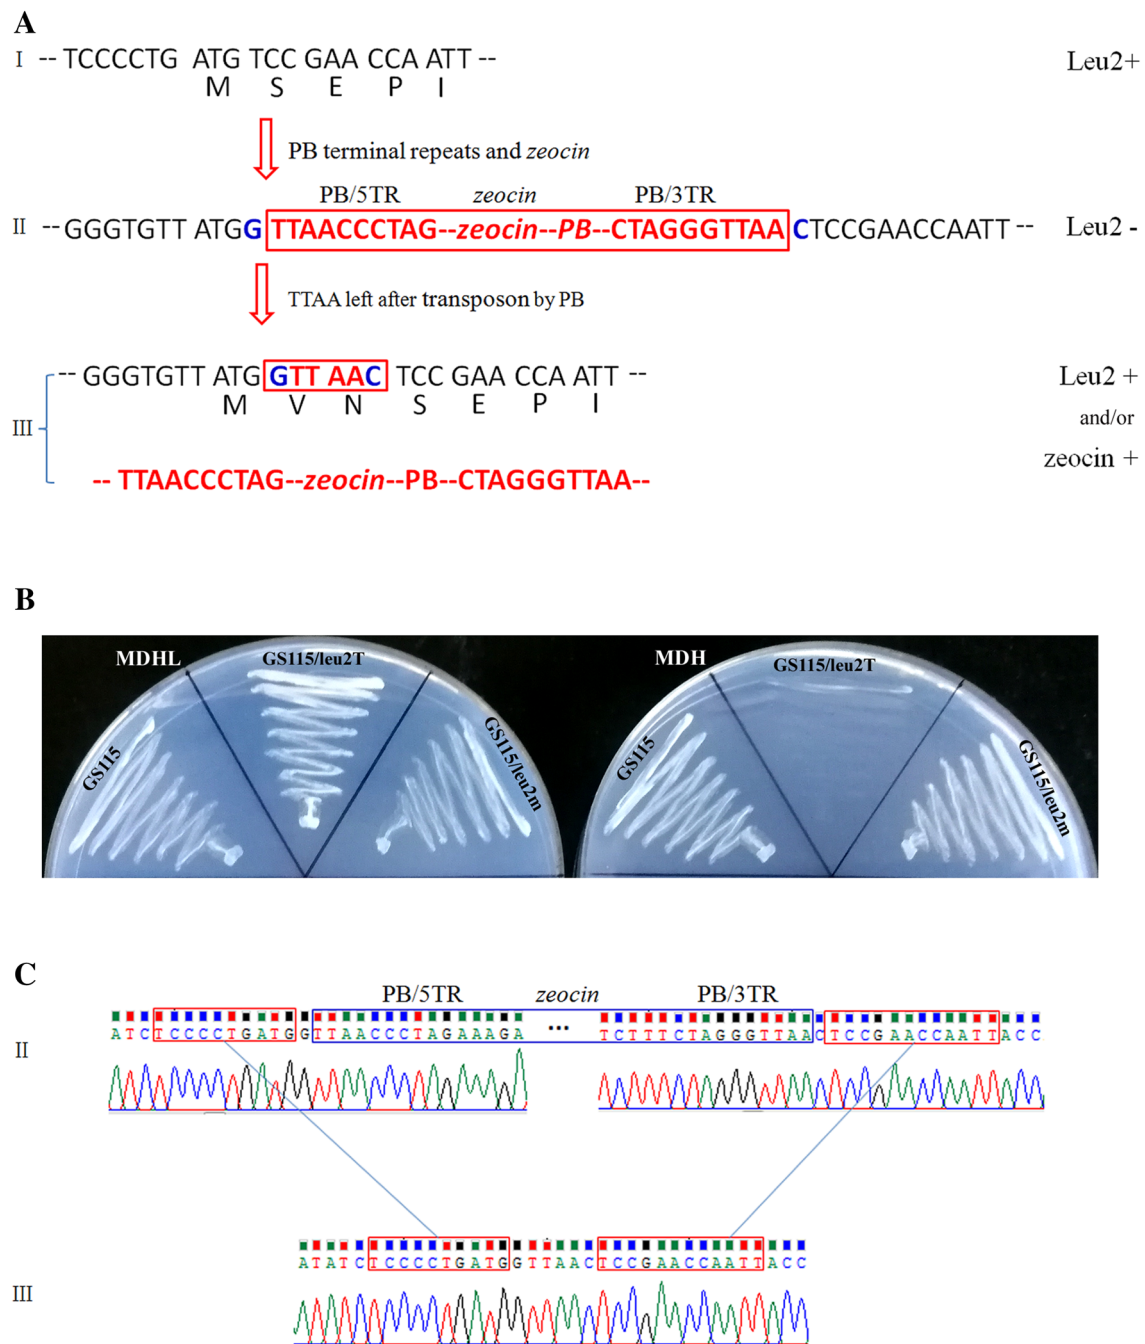 A
I -- TCCCCTG ATG TCC GAA CCA ATT -- Leu2+
M S E P I
PB terminal repeats and zeocin
PB/5TR zeocin PB/3TR
II -- GGGTGTT ATGG TTAACCCTAG--zeocin--PB--CTAGGGTTAA CTCCGAACCAATT -- Leu2 -
TTAA left after transposon by PB
-- GGGTGTT ATG GTT AAC TCC GAA CCA ATT -- Leu2 +
M V N S E P I
and/or
III
zeocin +
-- TTAACCCTAG--zeocin--PB--CTAGGGTTAA--
B
MDHL GS115/leu2T MDH GS115/leu2T
GS115 GS115/leu2m GS115 GS115/leu2m
C
PB/5TR zeocin PB/3TR
ATCTCCCCTGATGGTTAACCCTAGAAAGA ... TCTTTCTAGGGTTAACTCCGAACCAATTACC
II
ATATCTCCCCTGATGGTTAACTCCGAACCAATTACC
III